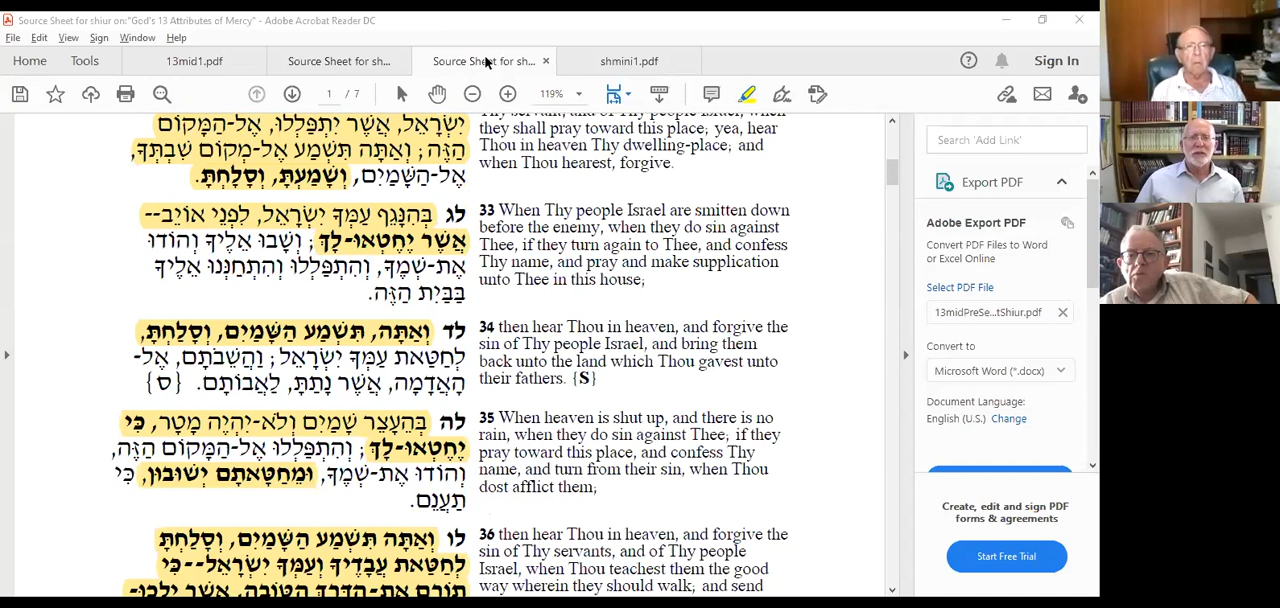 Source Sheet for shiur on:"God's 13 Attributes of Mercy" - Adobe Acrobat Reader DC
File Edit View Sign Window Help
Home Tools 13mid1.pdf Source Sheet for sh... Source Sheet for sh... × shmini1.pdf Sign In
1 / 7 119%
יִשְׂרָאֵל, אֲשֶׁר יִתְפַּלְלוּ, אֶל-הַמָּקוֹם
הַזֶּה; וְאַתָּה תִּשְׁמַע אֶל-מְקוֹם שִׁבְתְּךָ,
אֶל-הַשָּׁמַיִם, וְשָׁמַעְתָּ, וְסָלָחְתָּ.
Thy servant, and of Thy people Israel, when
they shall pray toward this place; yea, hear
Thou in heaven Thy dwelling-place; and
when Thou hearest, forgive.
לג בְּהִנָּגֵף עַמְּךָ יִשְׂרָאֵל, לִפְנֵי אוֹיֵב--
אֲשֶׁר יֶחֶטְאוּ-לָךְ; וְשָׁבוּ אֵלֶיךָ וְהוֹדוּ
אֶת-שְׁמֶךָ, וְהִתְפַּלְלוּ וְהִתְחַנְּנוּ אֵלֶיךָ
בַּבַּיִת הַזֶּה.
33 When Thy people Israel are smitten down
before the enemy, when they do sin against
Thee, if they turn again to Thee, and confess
Thy name, and pray and make supplication
unto Thee in this house;
לד וְאַתָּה, תִּשְׁמַע הַשָּׁמַיִם, וְסָלַחְתָּ,
לְחַטַּאת עַמְּךָ יִשְׂרָאֵל; וַהֲשֵׁבֹתָם, אֶל-
הָאֲדָמָה, אֲשֶׁר נָתַתָּ, לַאֲבוֹתָם. {ס}
34 then hear Thou in heaven, and forgive the
sin of Thy people Israel, and bring them
back unto the land which Thou gavest unto
their fathers. {S}
לה בְּהֵעָצֵר שָׁמַיִם וְלֹא-יִהְיֶה מָטָר, כִּי
יֶחֶטְאוּ-לָךְ; וְהִתְפַּלְלוּ אֶל-הַמָּקוֹם הַזֶּה,
וְהוֹדוּ אֶת-שְׁמֶךָ, וּמֵחַטָּאתָם יְשׁוּבוּן, כִּי
תַעֲנֵם.
35 When heaven is shut up, and there is no
rain, when they do sin against Thee; if they
pray toward this place, and confess Thy
name, and turn from their sin, when Thou
dost afflict them;
לו וְאַתָּה תִּשְׁמַע הַשָּׁמַיִם, וְסָלַחְתָּ
לְחַטַּאת עֲבָדֶיךָ וְעַמְּךָ יִשְׂרָאֵל--כִּי
תוֹרֵם אֶת-הַדֶּרֶךְ הַטּוֹבָה, אֲשֶׁר יֵלְכוּ-
36 then hear Thou in heaven, and forgive the
sin of Thy servants, and of Thy people
Israel, when Thou teachest them the good
way wherein they should walk; and send
Search 'Add Link'
Export PDF
Adobe Export PDF
Convert PDF Files to Word
or Excel Online
Select PDF File
13midPreSe...tShiur.pdf ×
Convert to
Microsoft Word (*.docx)
Document Language:
English (U.S.) Change
Create, edit and sign PDF
forms & agreements
Start Free Trial